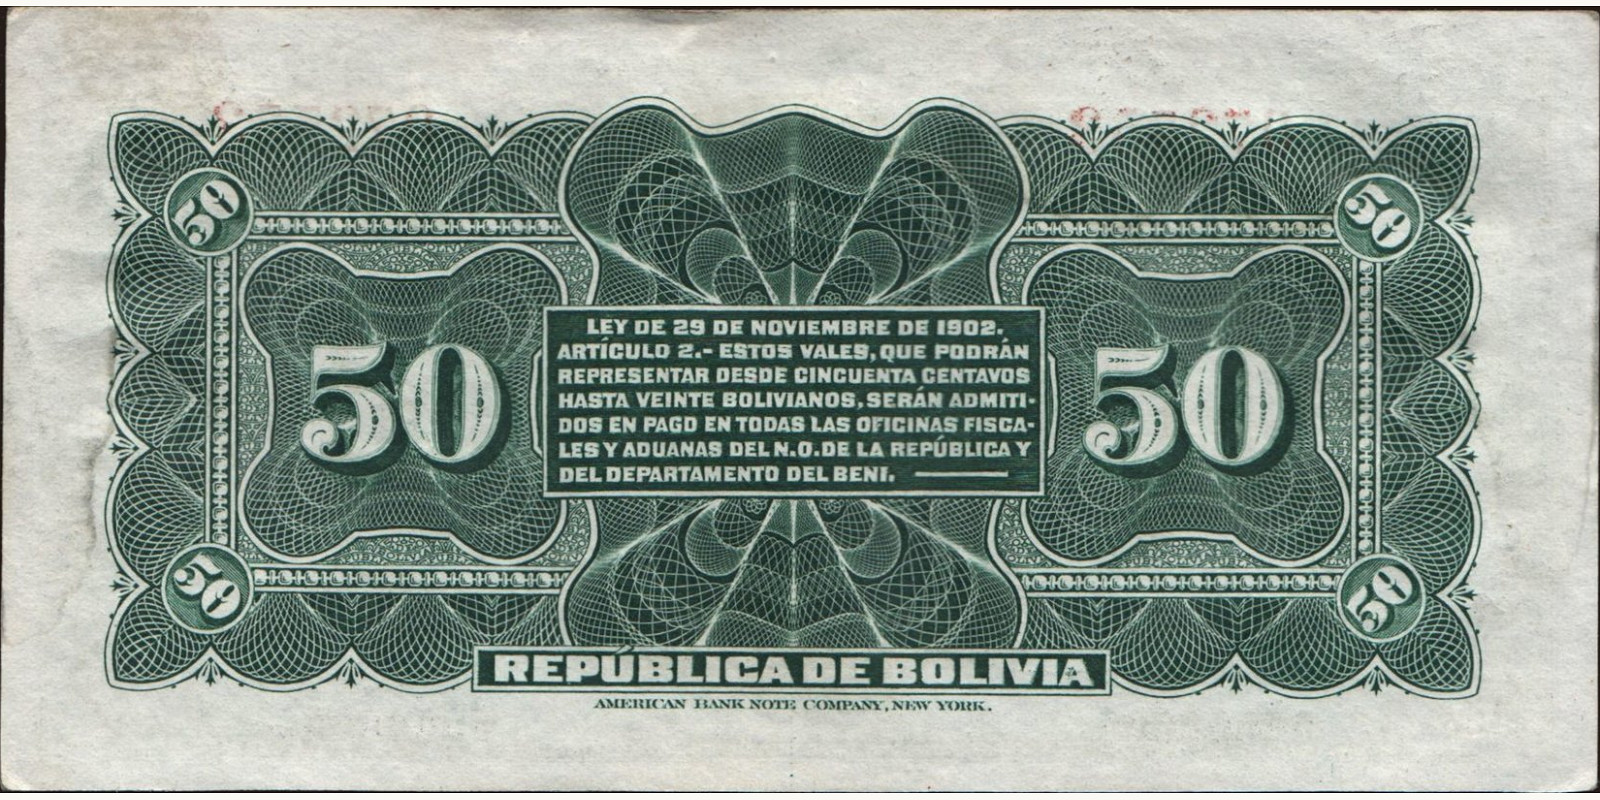 50 50
LEY DE 29 DE NOVIEMBRE DE 1902.
ARTÍCULO 2.- ESTOS VALES, QUE PODRÁN
REPRESENTAR DESDE CINCUENTA CENTAVOS
HASTA VEINTE BOLIVIANOS, SERÁN ADMITI-
DOS EN PAGO EN TODAS LAS OFICINAS FISCA-
LES Y ADUANAS DEL N.O. DE LA REPÚBLICA Y
DEL DEPARTAMENTO DEL BENI.
50 50
50 50
REPÚBLICA DE BOLIVIA
AMERICAN BANK NOTE COMPANY, NEW YORK.